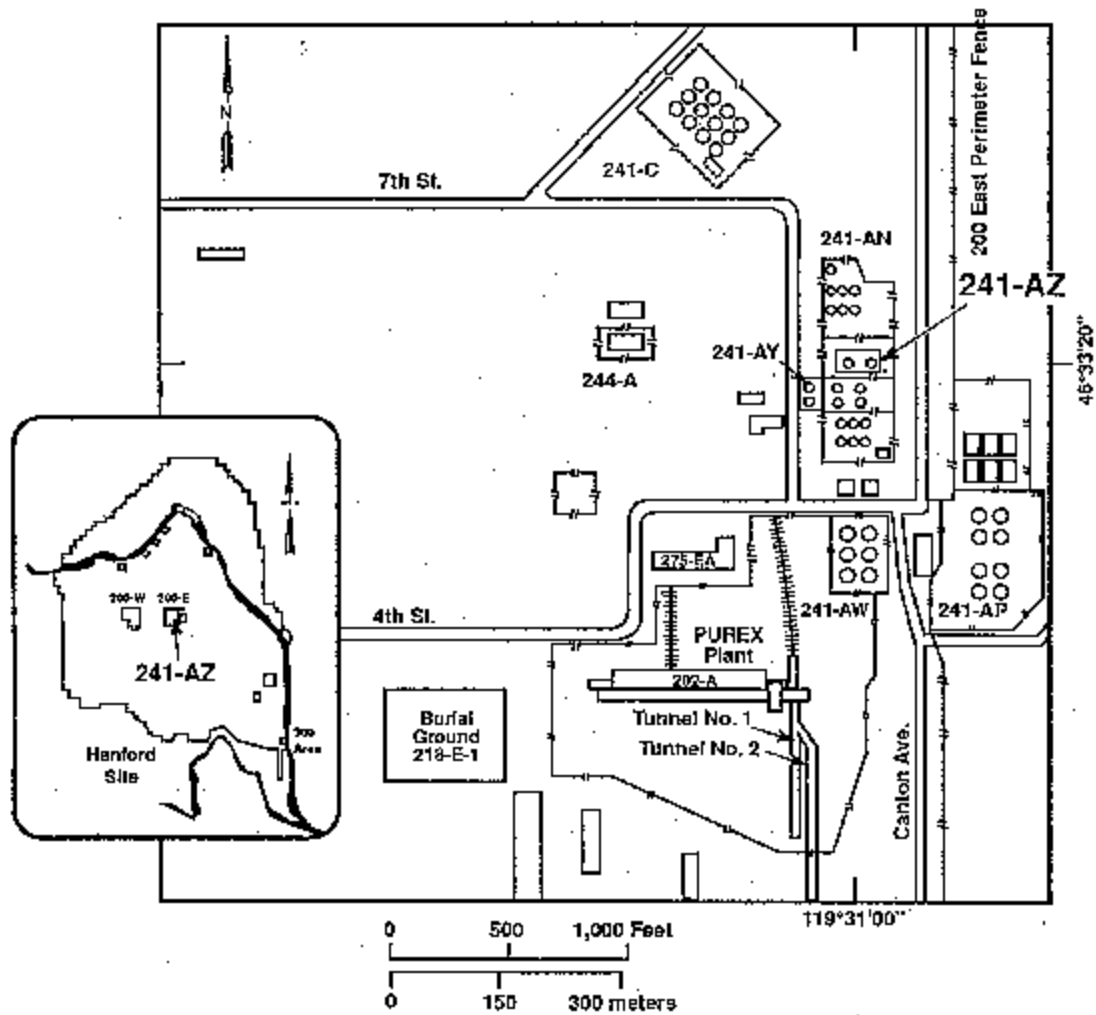 N
7th St.
241-C
200 East Perimeter Fence
241-AN
241-AZ
241-AY
244-A
46°33'20"
200-W
200-E
241-AZ
Hanford
Site
300
Area
275-EA
4th St.
PUREX
Plant
241-AW
241-AP
202-A
Burial
Ground
218-E-1
Tunnel No. 1
Tunnel No. 2
Canton Ave.
119°31'00"
0 500 1,000 Feet
0 150 300 meters